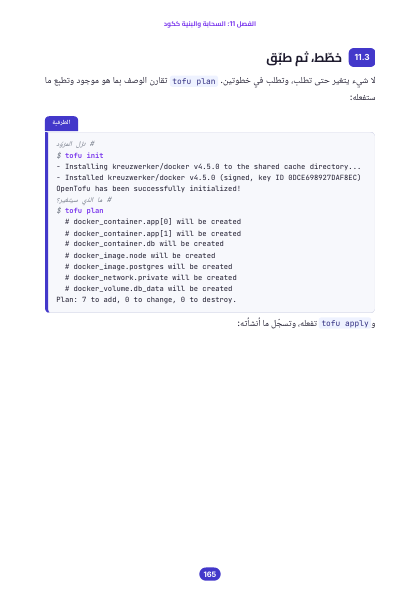 الفصل 11: السحابة والبنية ككود
11.3 خطّط، ثم طبّق
لا شيء يتغير حتى تطلب، وتطلب في خطوتين. tofu plan تقارن الوصف بما هو موجود وتطبع ما
ستفعله:
الطرفية
# نزّل المزوّد
$ tofu init
- Installing kreuzwerker/docker v4.5.0 to the shared cache directory...
- Installed kreuzwerker/docker v4.5.0 (signed, key ID 0DCE698927DAF8EC)
OpenTofu has been successfully initialized!
# ما الذي سيتغير؟
$ tofu plan
# docker_container.app[0] will be created
# docker_container.app[1] will be created
# docker_container.db will be created
# docker_image.node will be created
# docker_image.postgres will be created
# docker_network.private will be created
# docker_volume.db_data will be created
Plan: 7 to add, 0 to change, 0 to destroy.
و tofu apply تفعله، وتسجّل ما أنشأته:
165